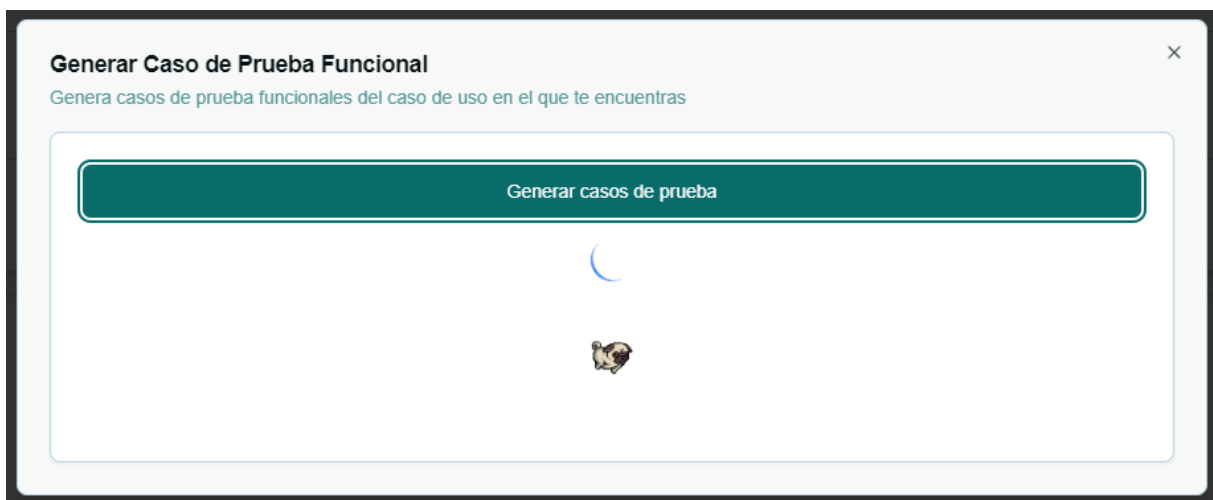 Generar Caso de Prueba Funcional
Genera casos de prueba funcionales del caso de uso en el que te encuentras
Generar casos de prueba